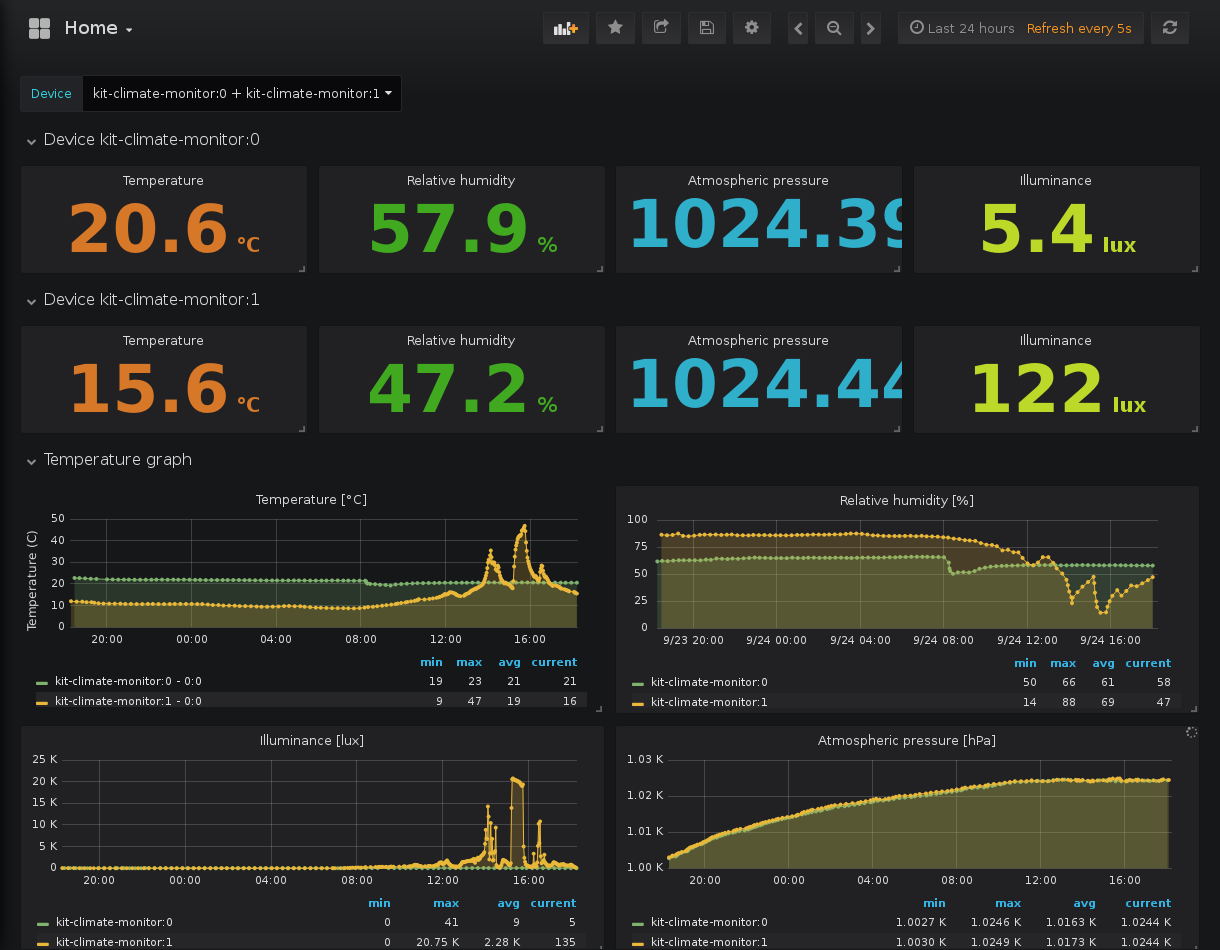 Home
Last 24 hours Refresh every 5s
Device kit-climate-monitor:0 + kit-climate-monitor:1
Device kit-climate-monitor:0
Temperature Relative humidity Atmospheric pressure Illuminance
20.6 °C 57.9 % 1024.39 5.4 lux
Device kit-climate-monitor:1
Temperature Relative humidity Atmospheric pressure Illuminance
15.6 °C 47.2 % 1024.44 122 lux
Temperature graph
Temperature [°C]
Temperature (C)
50
40
30
20
10
0
20:00 00:00 04:00 08:00 12:00 16:00
min max avg current
kit-climate-monitor:0 - 0:0 19 23 21 21
kit-climate-monitor:1 - 0:0 9 47 19 16
Relative humidity [%]
100
75
50
25
0
9/23 20:00 9/24 00:00 9/24 04:00 9/24 08:00 9/24 12:00 9/24 16:00
min max avg current
kit-climate-monitor:0 50 66 61 58
kit-climate-monitor:1 14 88 69 47
Illuminance [lux]
25 K
20 K
15 K
10 K
5 K
0
20:00 00:00 04:00 08:00 12:00 16:00
min max avg current
kit-climate-monitor:0 0 41 9 5
kit-climate-monitor:1 0 20.75 K 2.28 K 135
Atmospheric pressure [hPa]
1.03 K
1.02 K
1.01 K
1.00 K
20:00 00:00 04:00 08:00 12:00 16:00
min max avg current
kit-climate-monitor:0 1.0027 K 1.0246 K 1.0163 K 1.0244 K
kit-climate-monitor:1 1.0030 K 1.0249 K 1.0173 K 1.0244 K